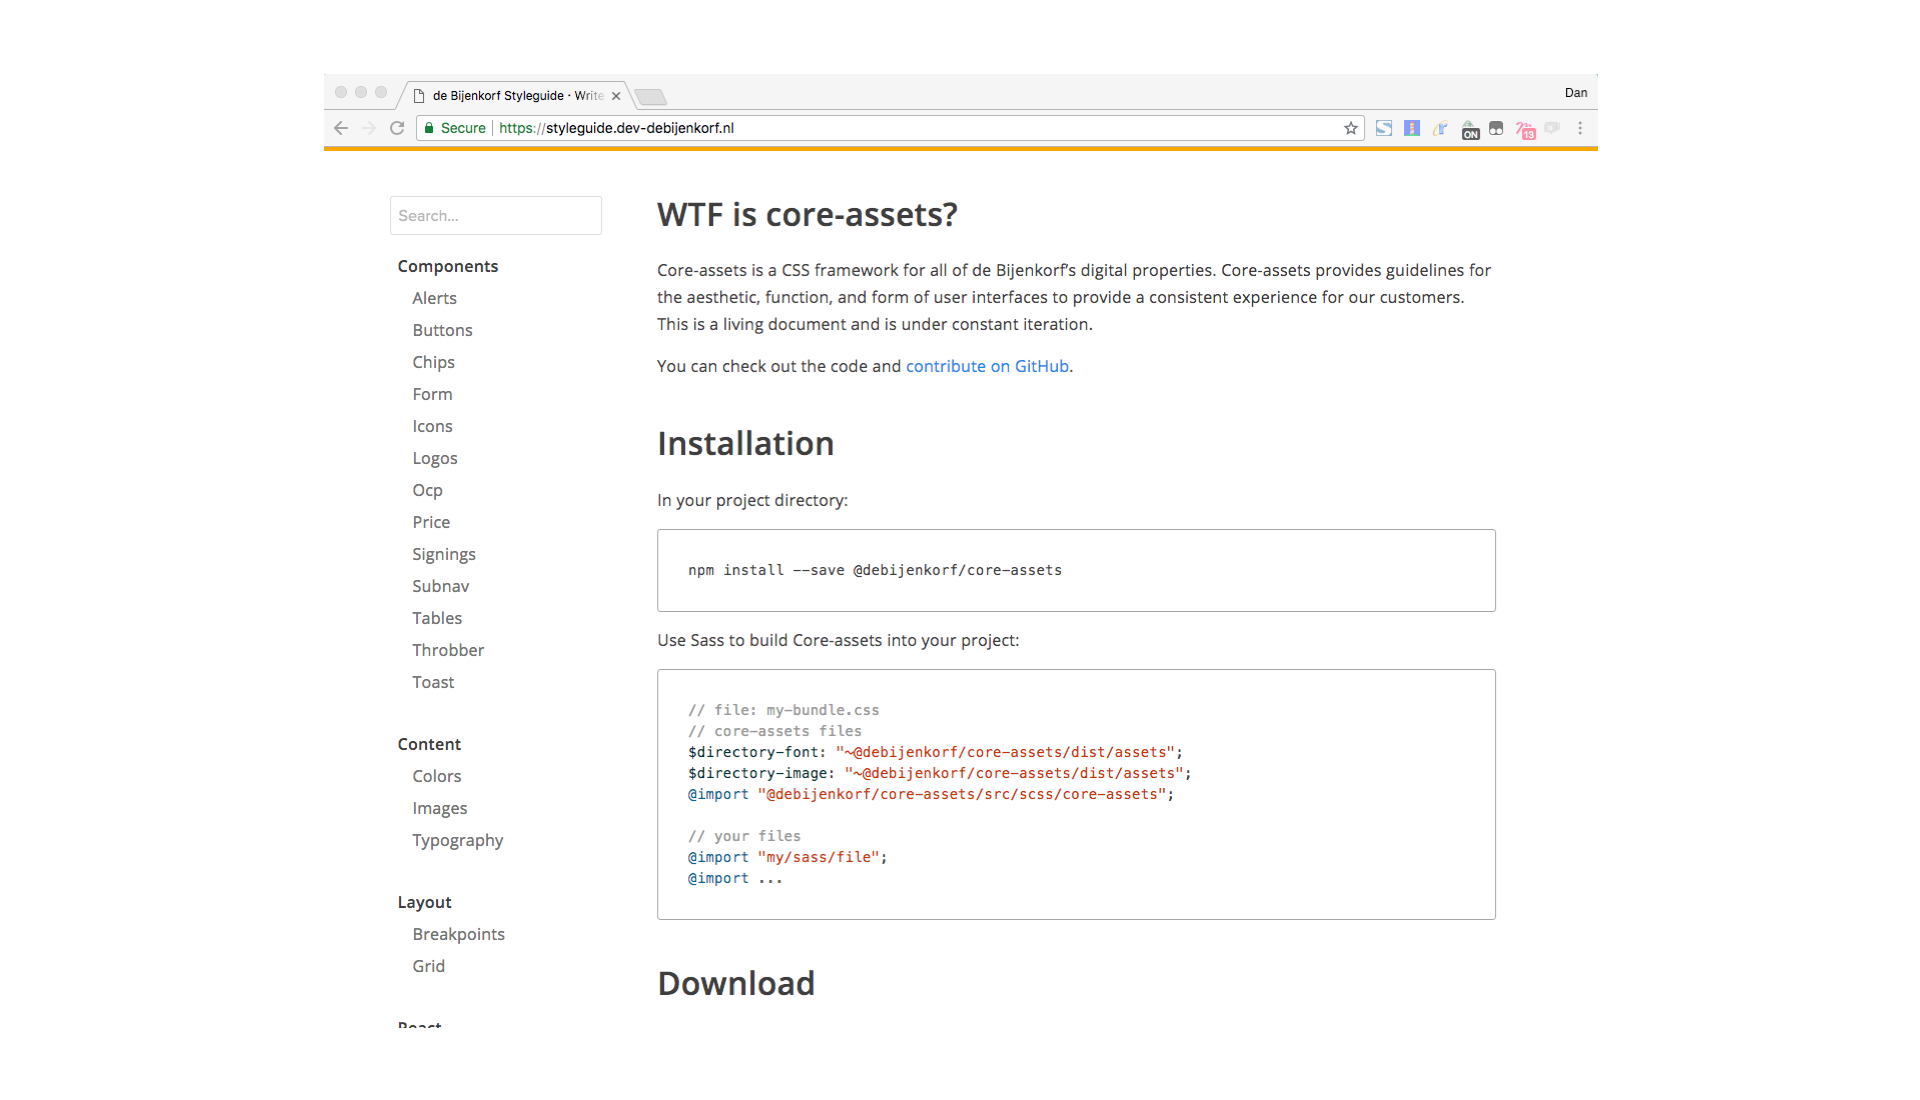 de Bijenkorf Styleguide · Write
Dan
Secure https://styleguide.dev-debijenkorf.nl
ON
13
Search...
Components
Alerts
Buttons
Chips
Form
Icons
Logos
Ocp
Price
Signings
Subnav
Tables
Throbber
Toast
Content
Colors
Images
Typography
Layout
Breakpoints
Grid
React
WTF is core-assets?
Core-assets is a CSS framework for all of de Bijenkorf’s digital properties. Core-assets provides guidelines for
the aesthetic, function, and form of user interfaces to provide a consistent experience for our customers.
This is a living document and is under constant iteration.
You can check out the code and contribute on GitHub.
Installation
In your project directory:
npm install --save @debijenkorf/core-assets
Use Sass to build Core-assets into your project:
// file: my-bundle.css
// core-assets files
$directory-font: "~@debijenkorf/core-assets/dist/assets";
$directory-image: "~@debijenkorf/core-assets/dist/assets";
@import "@debijenkorf/core-assets/src/scss/core-assets";
// your files
@import "my/sass/file";
@import ...
Download